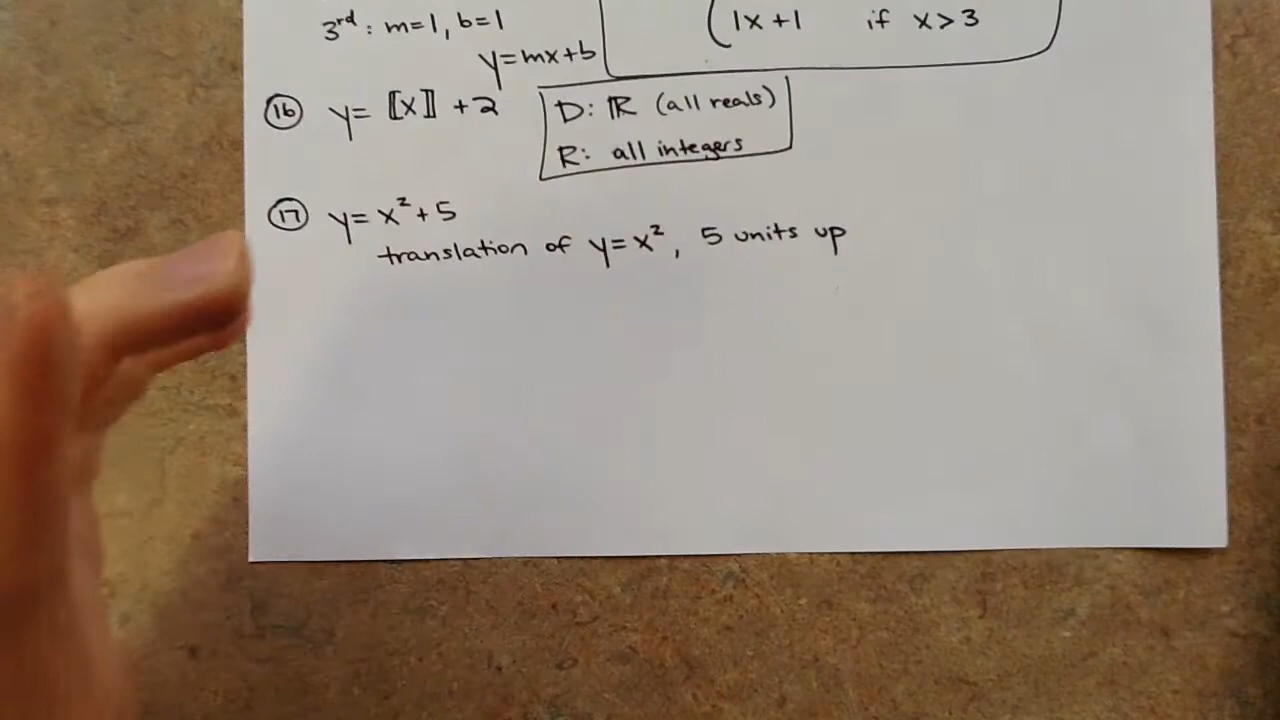 3rd: m=1, b=1
y=mx+b
1x+1 if x>3
16 y= ⟦x⟧ +2
D: ℝ (all reals)
R: all integers
17 y= x²+5
translation of y=x², 5 units up